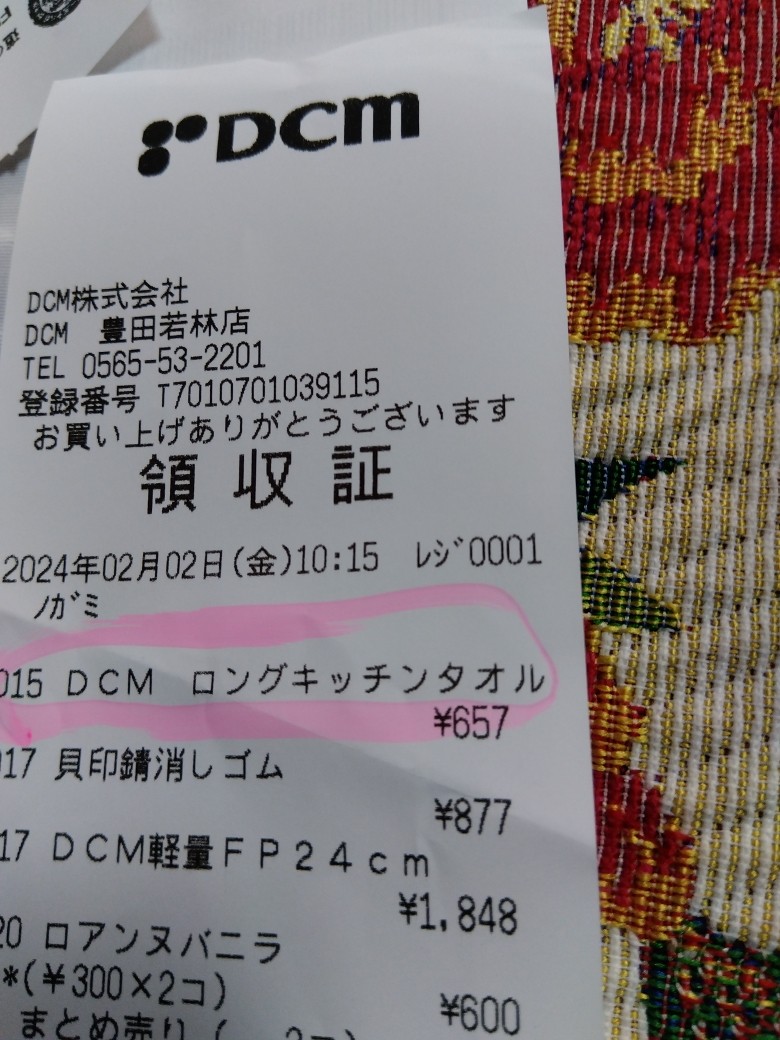 DCM
DCM株式会社
DCM 豊田若林店
TEL 0565-53-2201
登録番号 T7010701039115
お買い上げありがとうございます
領収証
2024年02月02日(金)10:15 ﾚｼﾞ0001
ﾉｶﾞﾐ
015 DCM ロングキッチンタオル
¥657
017 貝印錆消しゴム
¥877
17 DCM軽量FP24cm
¥1,848
20 ロアンヌバニラ
*(¥300×2コ)
¥600
まとめ売り(